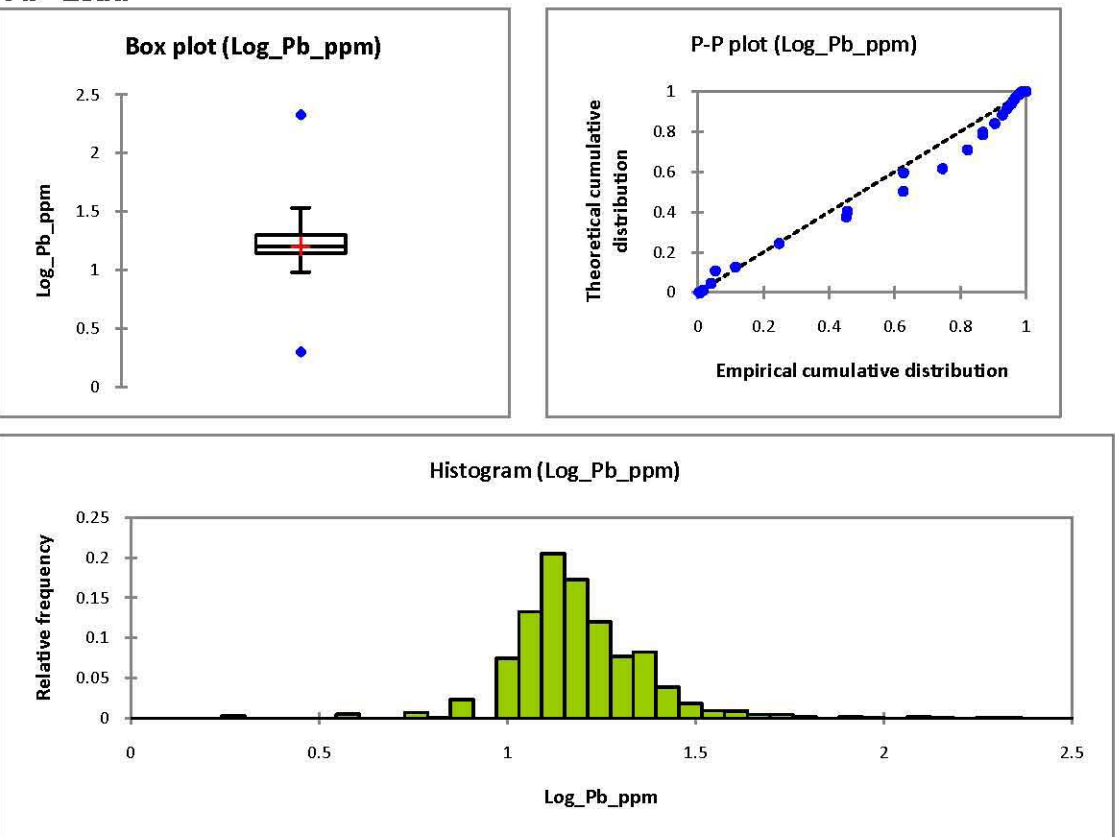 Box plot (Log_Pb_ppm)
2.5
2
1.5
1
0.5
0
Log_Pb_ppm
P-P plot (Log_Pb_ppm)
1
0.8
0.6
0.4
0.2
0
Theoretical cumulative
distribution
0 0.2 0.4 0.6 0.8 1
Empirical cumulative distribution
Histogram (Log_Pb_ppm)
0.25
0.2
0.15
0.1
0.05
0
Relative frequency
0 0.5 1 1.5 2 2.5
Log_Pb_ppm